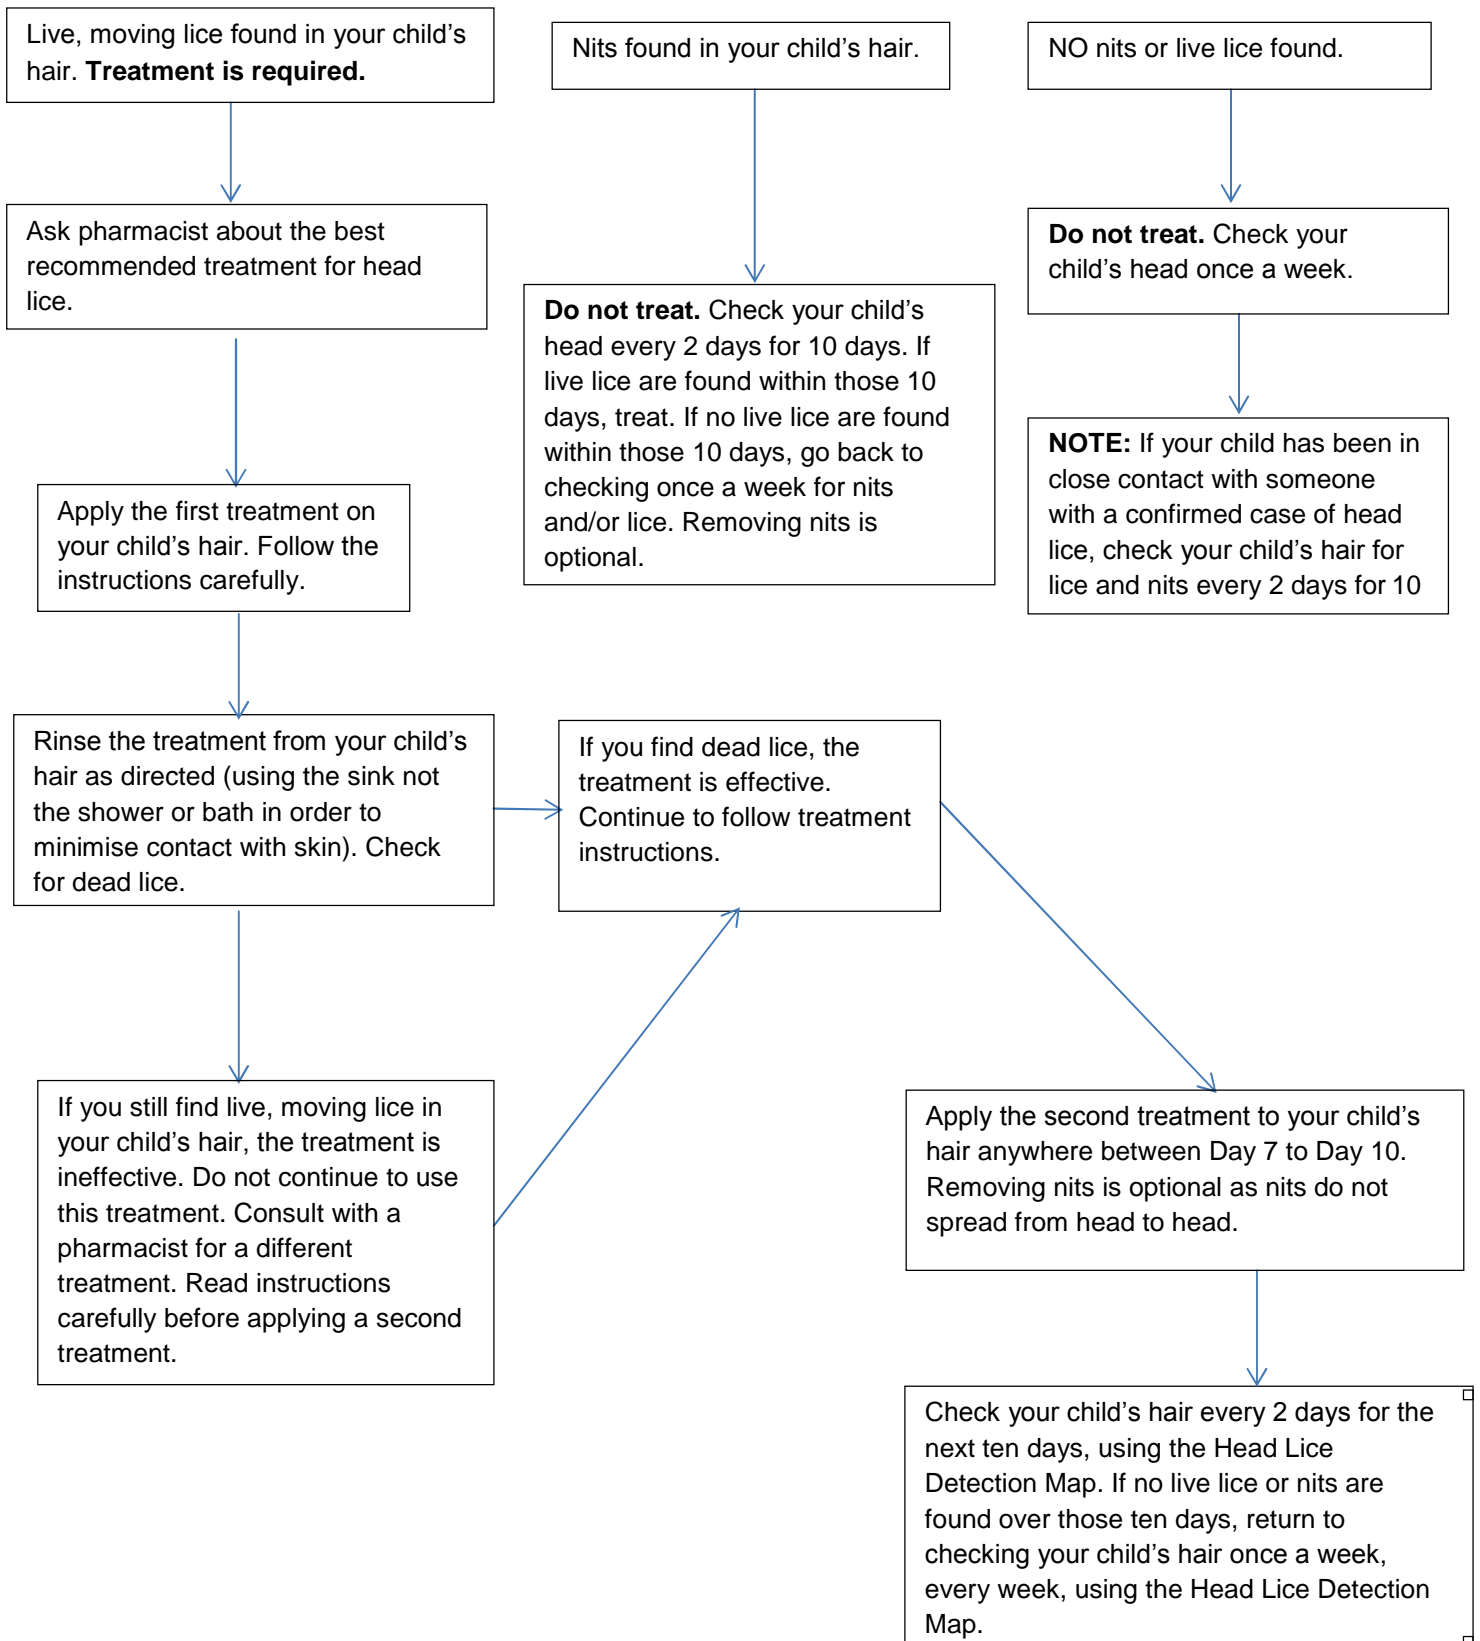 Live, moving lice found in your child’s
hair. Treatment is required.
Nits found in your child’s hair.
NO nits or live lice found.
Ask pharmacist about the best
recommended treatment for head
lice.
Do not treat. Check your
child’s head once a week.
Do not treat. Check your child’s
head every 2 days for 10 days. If
live lice are found within those 10
days, treat. If no live lice are found
within those 10 days, go back to
checking once a week for nits
and/or lice. Removing nits is
optional.
NOTE: If your child has been in
close contact with someone
with a confirmed case of head
lice, check your child’s hair for
lice and nits every 2 days for 10
Apply the first treatment on
your child’s hair. Follow the
instructions carefully.
Rinse the treatment from your child’s
hair as directed (using the sink not
the shower or bath in order to
minimise contact with skin). Check
for dead lice.
If you find dead lice, the
treatment is effective.
Continue to follow treatment
instructions.
If you still find live, moving lice in
your child’s hair, the treatment is
ineffective. Do not continue to use
this treatment. Consult with a
pharmacist for a different
treatment. Read instructions
carefully before applying a second
treatment.
Apply the second treatment to your child’s
hair anywhere between Day 7 to Day 10.
Removing nits is optional as nits do not
spread from head to head.
Check your child’s hair every 2 days for the
next ten days, using the Head Lice
Detection Map. If no live lice or nits are
found over those ten days, return to
checking your child’s hair once a week,
every week, using the Head Lice Detection
Map.